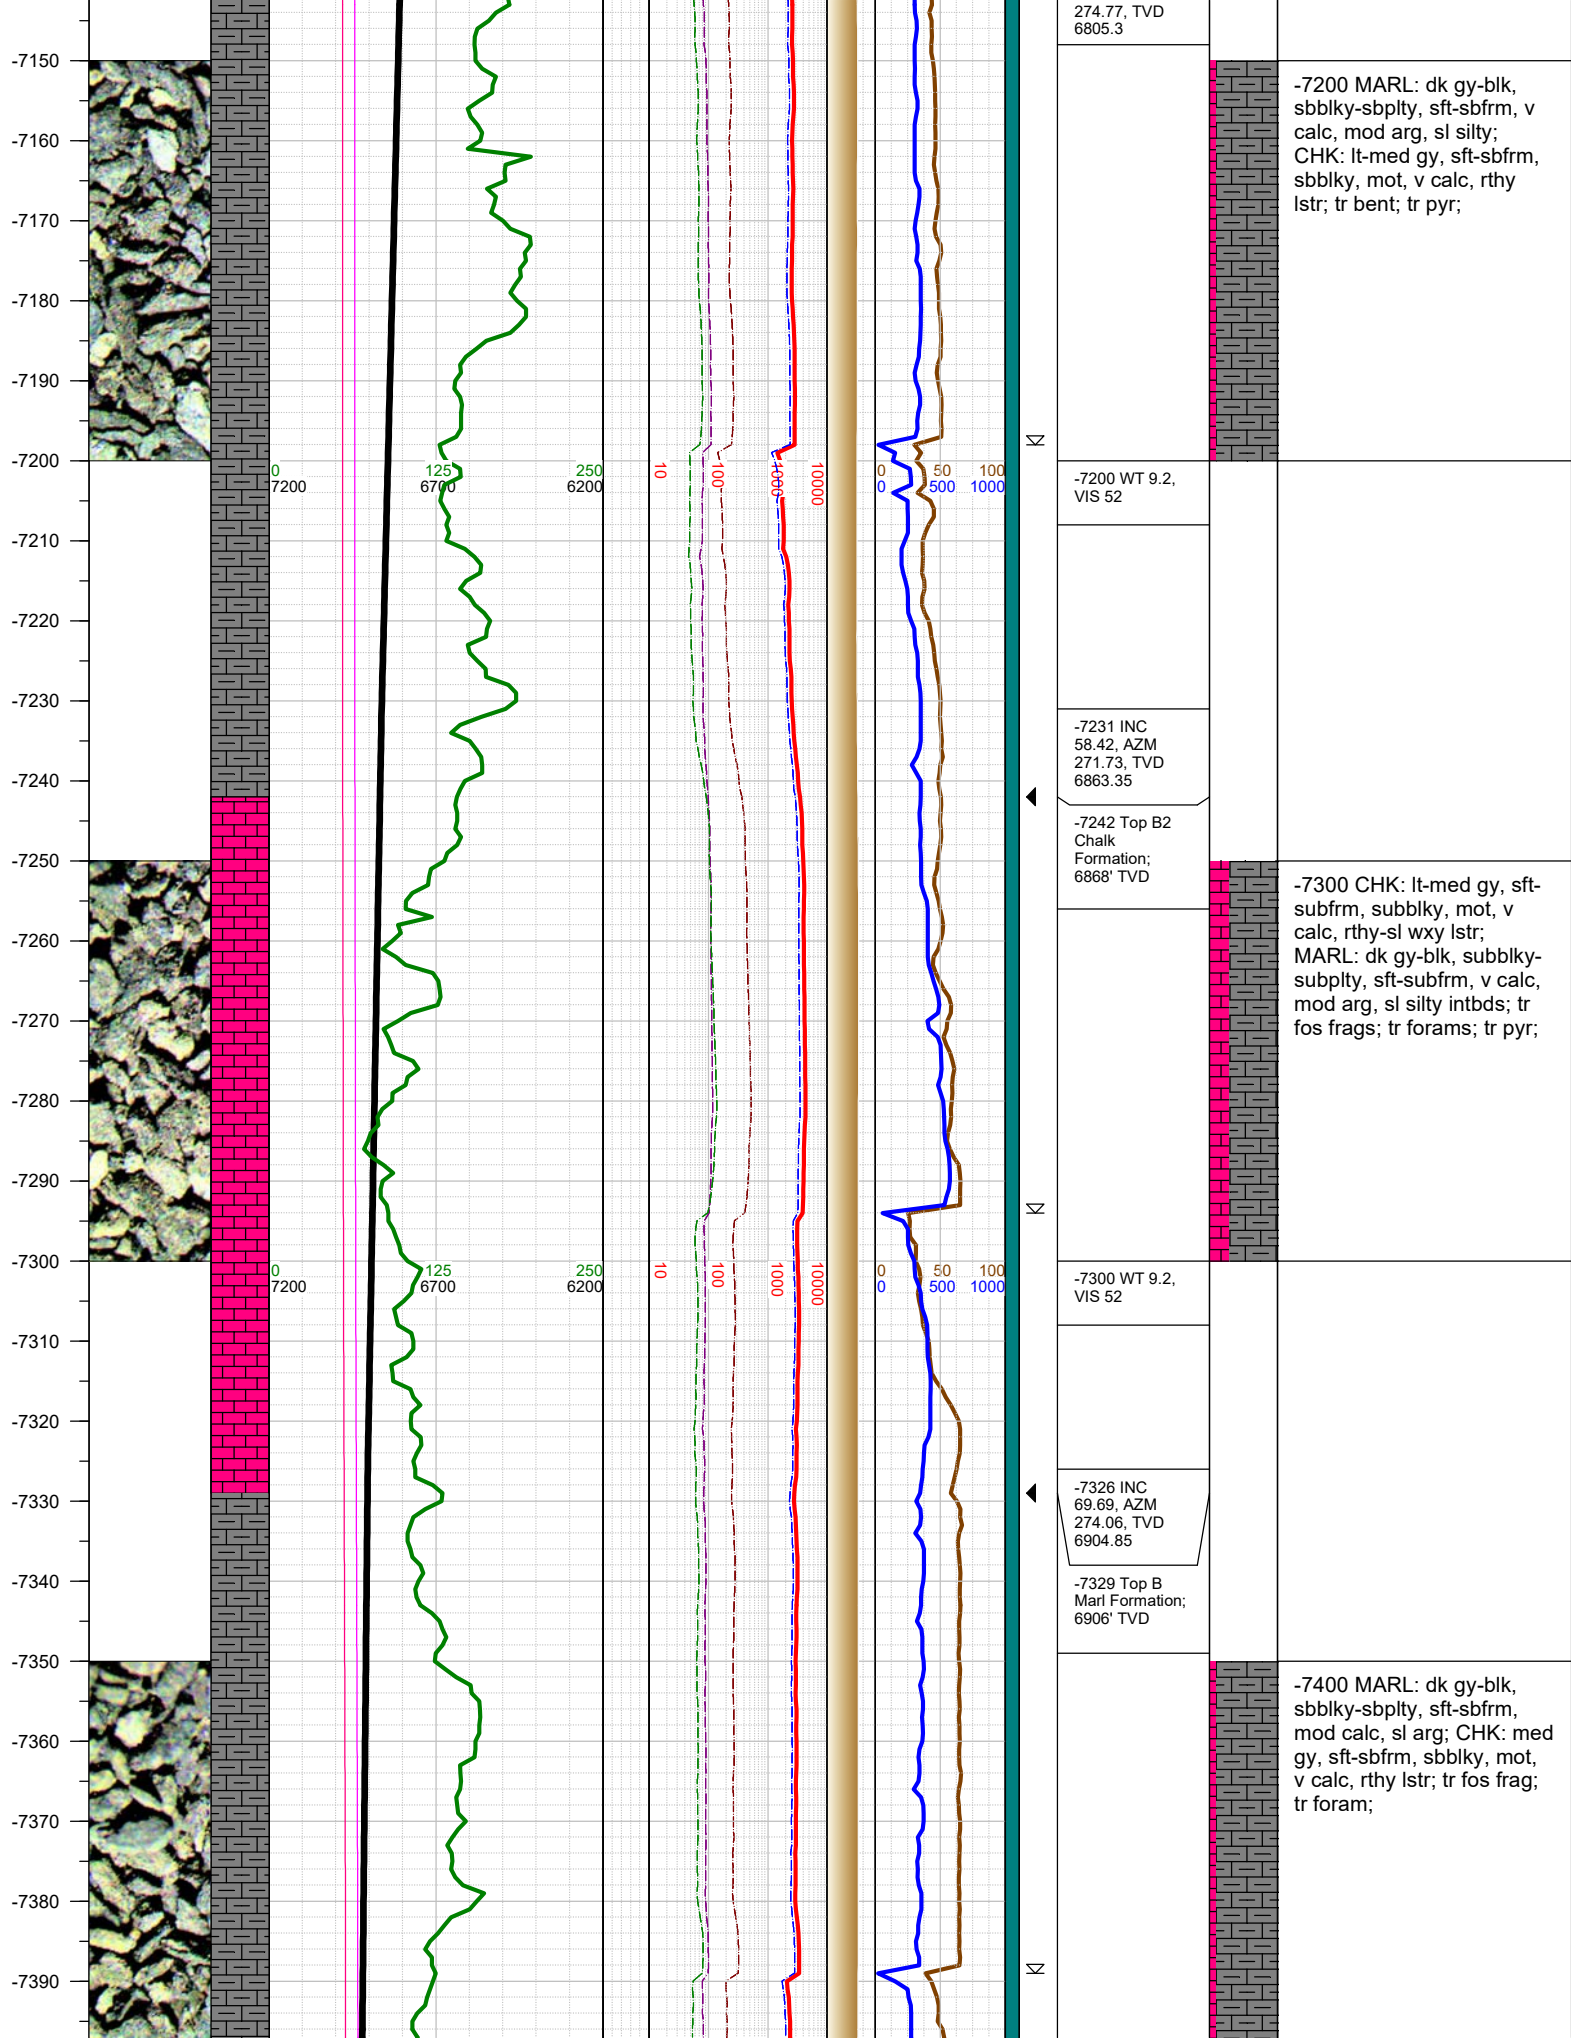 274.77, TVD
6805.3
-7150
-7200 MARL: dk gy-blk,
sbblky-sbplty, sft-sbfrm, v
calc, mod arg, sl silty;
CHK: lt-med gy, sft-sbfrm,
sbblky, mot, v calc, rthy
lstr; tr bent; tr pyr;
-7160
-7170
-7180
-7190
-7200
0 125 250
7200 6700 6200
10 100 1000 10000
0 50 100
0 500 1000
-7200 WT 9.2,
VIS 52
-7210
-7220
-7230
-7231 INC
58.42, AZM
271.73, TVD
6863.35
-7240
-7242 Top B2
Chalk
Formation;
6868' TVD
-7250
-7300 CHK: lt-med gy, sft-
subfrm, subblky, mot, v
calc, rthy-sl wxy lstr;
MARL: dk gy-blk, subblky-
subplty, sft-subfrm, v calc,
mod arg, sl silty intbds; tr
fos frags; tr forams; tr pyr;
-7260
-7270
-7280
-7290
-7300
0 125 250
7200 6700 6200
10 100 1000 10000
0 50 100
0 500 1000
-7300 WT 9.2,
VIS 52
-7310
-7320
-7326 INC
69.69, AZM
274.06, TVD
6904.85
-7330
-7340
-7329 Top B
Marl Formation;
6906' TVD
-7350
-7400 MARL: dk gy-blk,
sbblky-sbplty, sft-sbfrm,
mod calc, sl arg; CHK: med
gy, sft-sbfrm, sbblky, mot,
v calc, rthy lstr; tr fos frag;
tr foram;
-7360
-7370
-7380
-7390